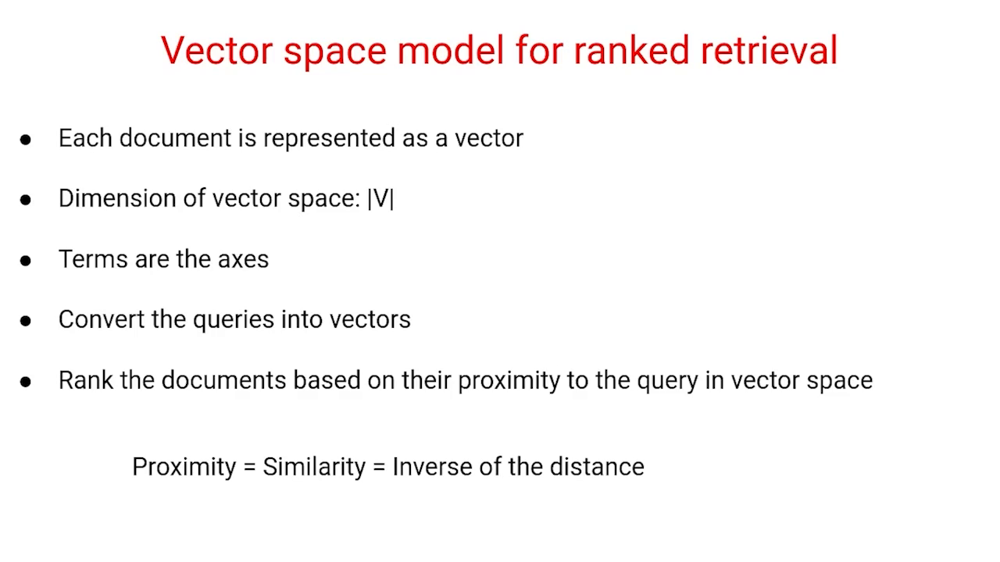 Vector space model for ranked retrieval
● Each document is represented as a vector
● Dimension of vector space: |V|
● Terms are the axes
● Convert the queries into vectors
● Rank the documents based on their proximity to the query in vector space
Proximity = Similarity = Inverse of the distance